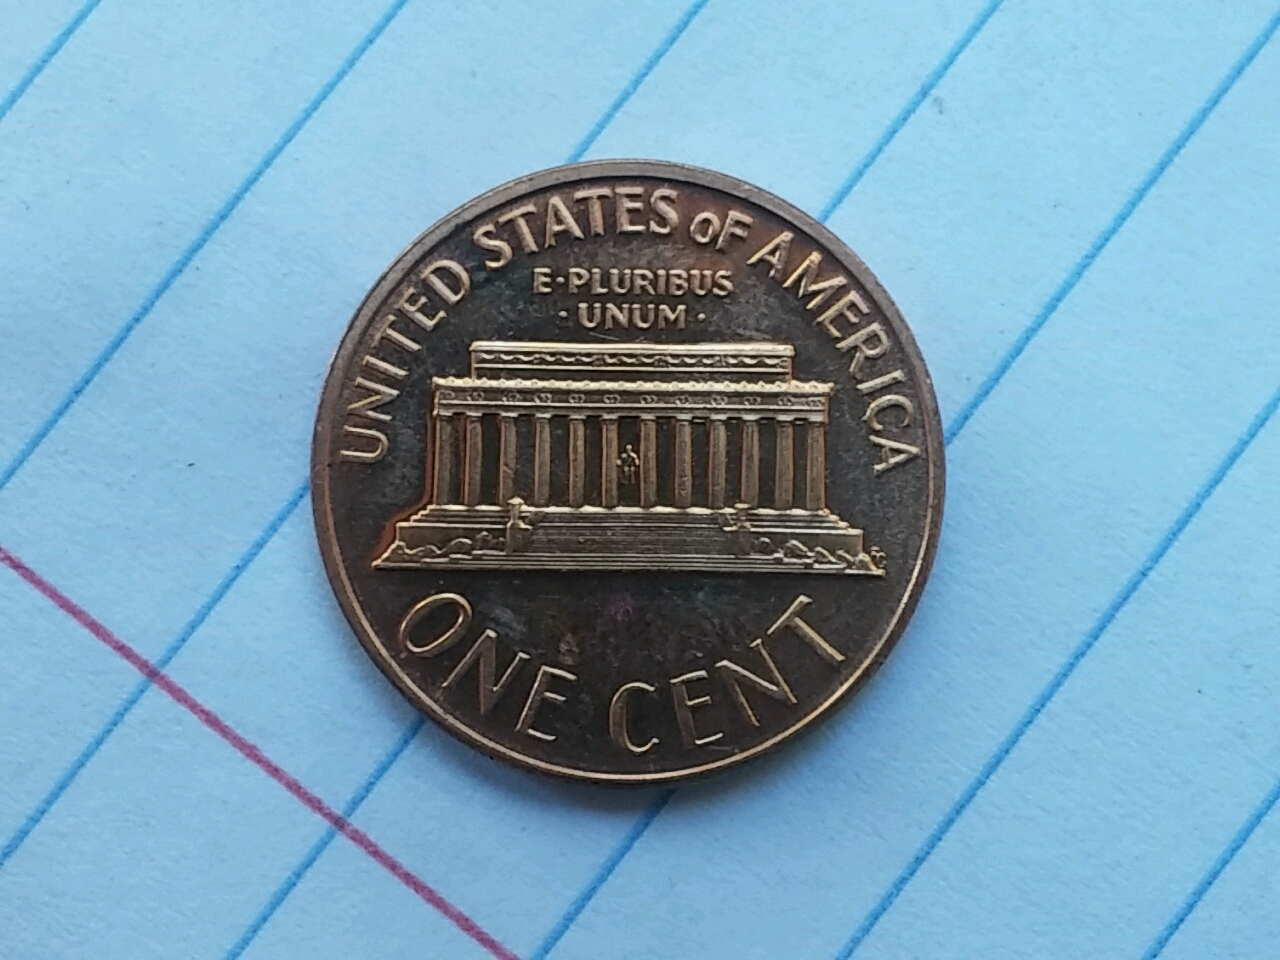 UNITED STATES oF AMERICA
E·PLURIBUS
·UNUM·
ONE CENT